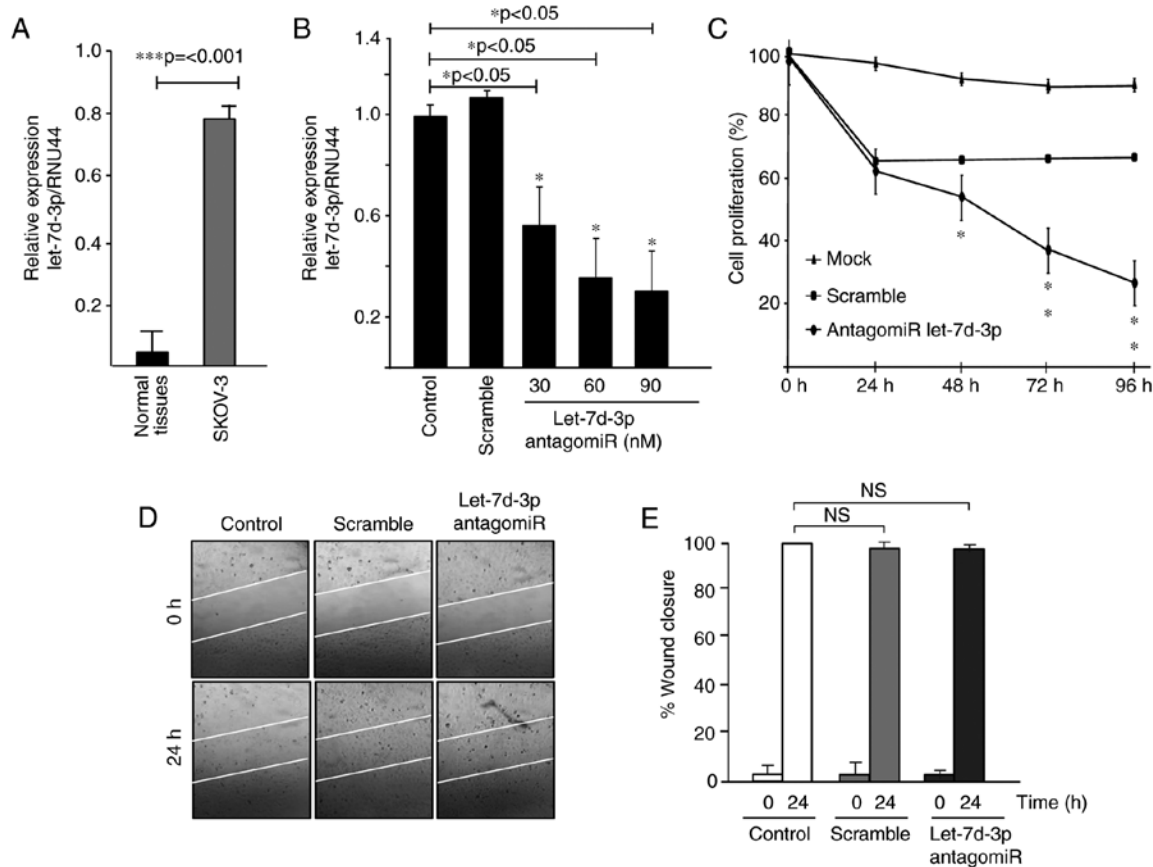 A
Relative expression
let-7d-3p/RNU44
1.0
0.8
0.6
0.4
0.2
***p=<0.001
Normal
tissues
SKOV-3
B
Relative expression
let-7d-3p/RNU44
1.4
1.0
0.6
0.2
*p<0.05
*p<0.05
*p<0.05
*
*
*
Control
Scramble
30
60
90
Let-7d-3p
antagomiR (nM)
C
Cell proliferation (%)
100
80
60
40
20
Mock
Scramble
AntagomiR let-7d-3p
*
*
*
*
*
0 h
24 h
48 h
72 h
96 h
D
Control
Scramble
Let-7d-3p
antagomiR
0 h
24 h
E
% Wound closure
100
80
60
40
20
0
NS
NS
0 24
0 24
0 24
Time (h)
Control
Scramble
Let-7d-3p
antagomiR